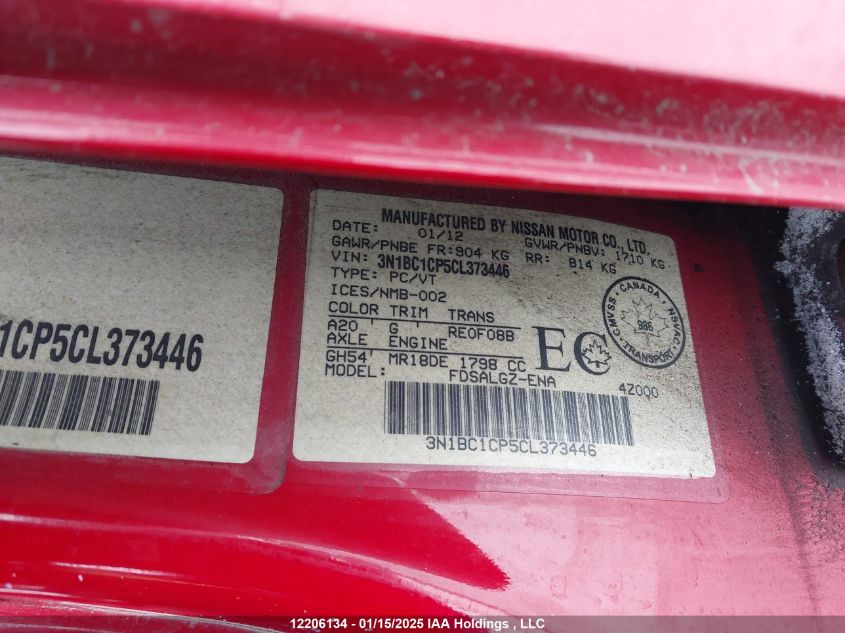 1CP5CL373446
MANUFACTURED BY NISSAN MOTOR CO., LTD.
DATE: 01/12 GVWR/PNBV: 1710 KG
GAWR/PNBE FR: 904 KG RR: 814 KG
VIN: 3N1BC1CP5CL373446
TYPE: PC/VT
ICES/NMB-002
COLOR TRIM TRANS
A20 ' G ' RE0F08B
AXLE ENGINE
GH54' MR18DE 1798 CC
MODEL: FDSALGZ-ENA
EC
4Z000
CMVSS - CANADA - NSVAC
986
TRANSPORT
3N1BC1CP5CL373446
12206134 - 01/15/2025 IAA Holdings , LLC